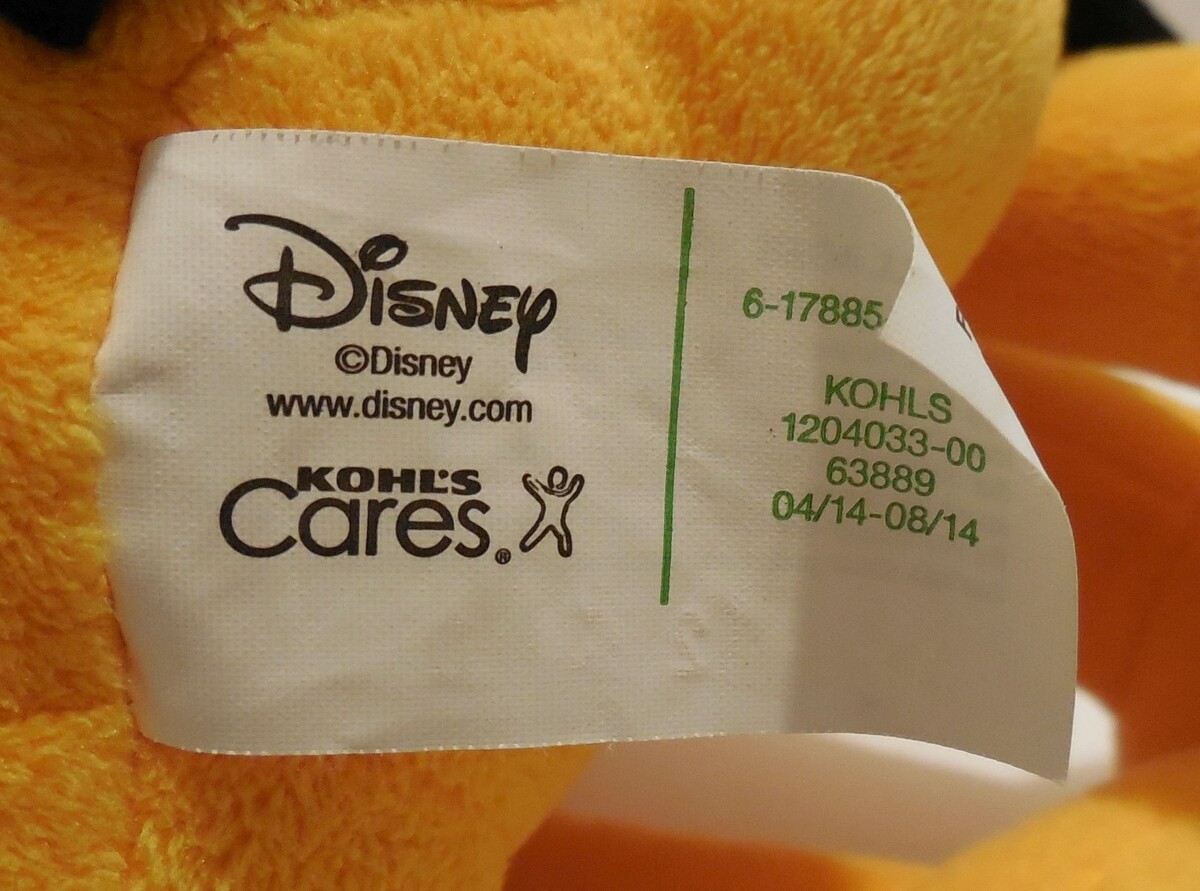 Disney
©Disney
www.disney.com
KOHL'S
Cares®
6-17885
KOHLS
1204033-00
63889
04/14-08/14